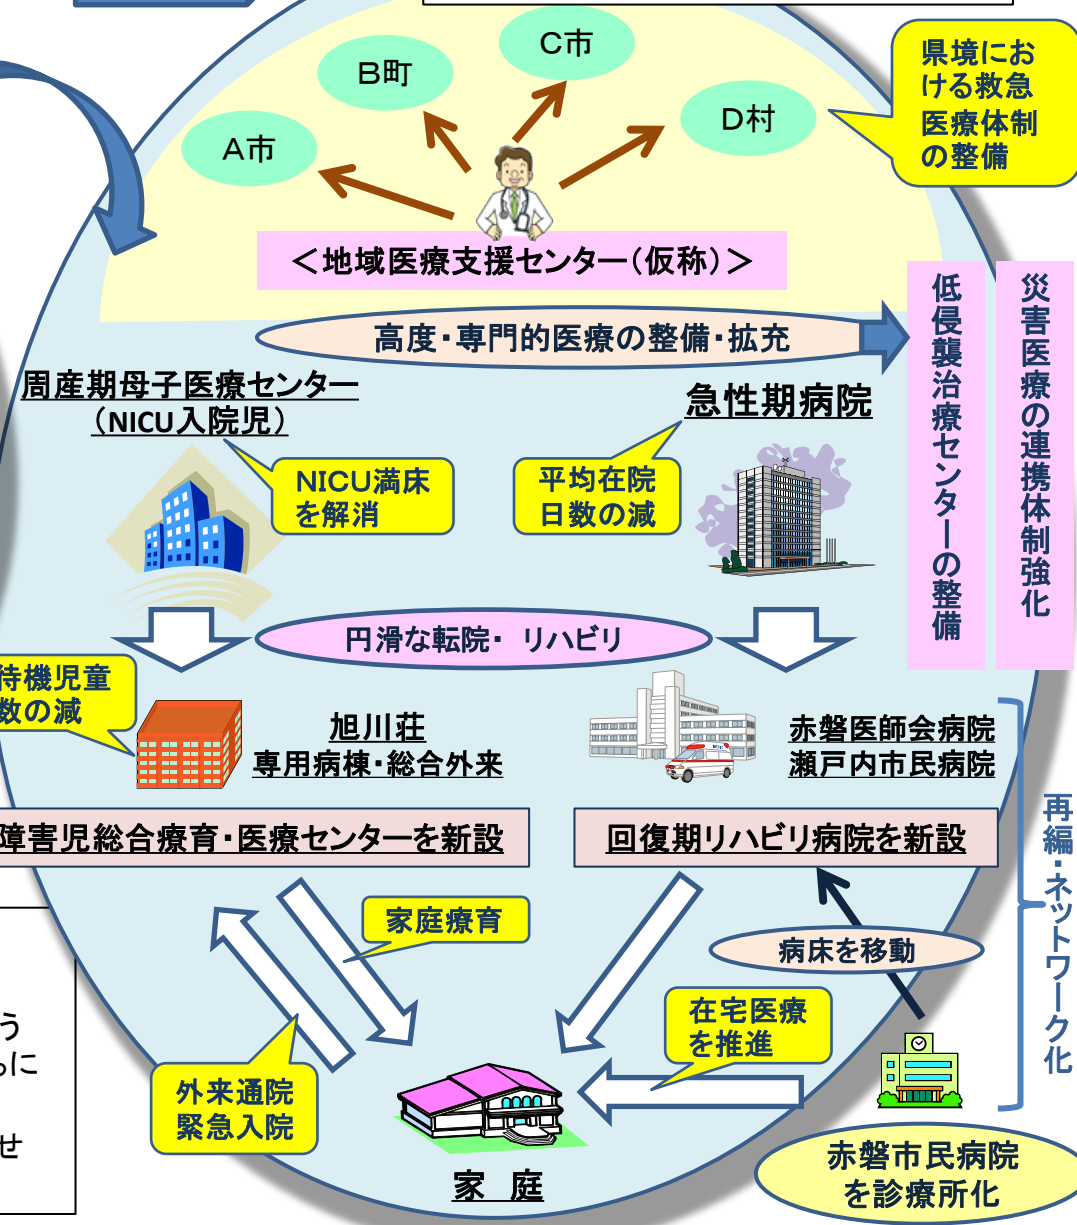 C市
B町
D村
A市
県境にお
ける救急
医療体制
の整備
＜地域医療支援センター（仮称）＞
高度・専門的医療の整備・拡充
低侵襲治療センターの整備
災害医療の連携体制強化
周産期母子医療センター
（NICU入院児）
急性期病院
NICU満床
を解消
平均在院
日数の減
円滑な転院・ リハビリ
待機児童
数の減
旭川荘
専用病棟・総合外来
赤磐医師会病院
瀬戸内市民病院
障害児総合療育・医療センターを新設
回復期リハビリ病院を新設
再編・ネットワーク化
家庭療育
病床を移動
在宅医療
を推進
外来通院
緊急入院
う
に
せ
家 庭
赤磐市民病院
を診療所化